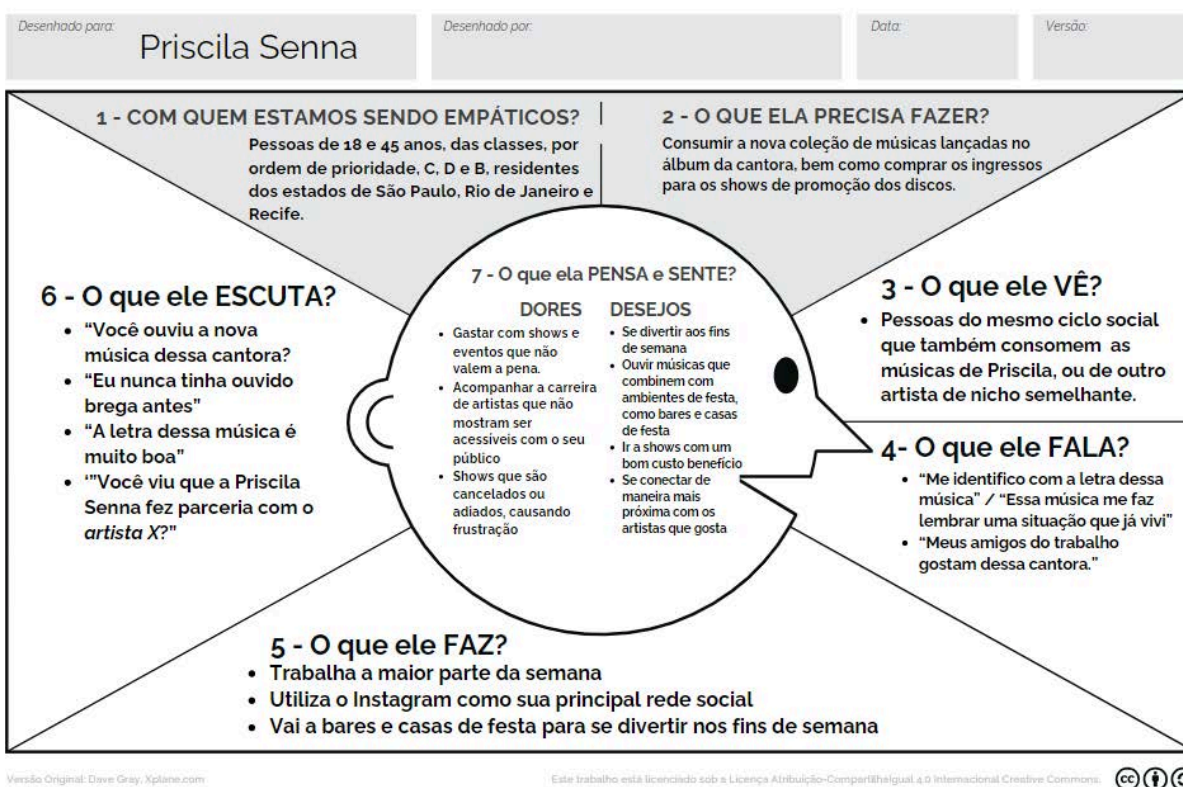 Desenhado para:
Priscila Senna
Desenhado por:
Data:
Versão:
1 - COM QUEM ESTAMOS SENDO EMPÁTICOS?
Pessoas de 18 e 45 anos, das classes, por
ordem de prioridade, C, D e B, residentes
dos estados de São Paulo, Rio de Janeiro e
Recife.
2 - O QUE ELA PRECISA FAZER?
Consumir a nova coleção de músicas lançadas no
álbum da cantora, bem como comprar os ingressos
para os shows de promoção dos discos.
3 - O que ele VÊ?
• Pessoas do mesmo ciclo social
que também consomem as
músicas de Priscila, ou de outro
artista de nicho semelhante.
4- O que ele FALA?
• “Me identifico com a letra dessa
música” / “Essa música me faz
lembrar uma situação que já vivi”
• “Meus amigos do trabalho
gostam dessa cantora.”
5 - O que ele FAZ?
• Trabalha a maior parte da semana
• Utiliza o Instagram como sua principal rede social
• Vai a bares e casas de festa para se divertir nos fins de semana
6 - O que ele ESCUTA?
• “Você ouviu a nova
música dessa cantora?
• “Eu nunca tinha ouvido
brega antes”
• “A letra dessa música é
muito boa”
• ‘”Você viu que a Priscila
Senna fez parceria com o
artista X?”
7 - O que ela PENSA e SENTE?
DORES
• Gastar com shows e
eventos que não
valem a pena.
• Acompanhar a carreira
de artistas que não
mostram ser
acessíveis com o seu
público
• Shows que são
cancelados ou
adiados, causando
frustração
DESEJOS
• Se divertir aos fins
de semana
• Ouvir músicas que
combinem com
ambientes de festa,
como bares e casas
de festa
• Ir a shows com um
bom custo benefício
• Se conectar de
maneira mais
próxima com os
artistas que gosta
Versão Original: Dave Gray, Xplane.com
Este trabalho está licenciado sob a Licença Atribuição-CompartilhaIgual 4.0 Internacional Creative Commons.
cc